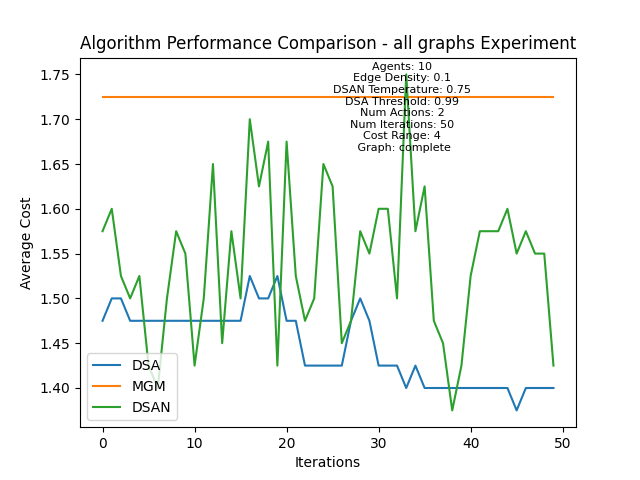 Algorithm Performance Comparison - all graphs Experiment
Agents: 10
Edge Density: 0.1
DSAN Temperature: 0.75
DSA Threshold: 0.99
Num Actions: 2
Num Iterations: 50
Cost Range: 4
Graph: complete
Average Cost
1.75
1.70
1.65
1.60
1.55
1.50
1.45
1.40
DSA
MGM
DSAN
0
10
20
30
40
50
Iterations